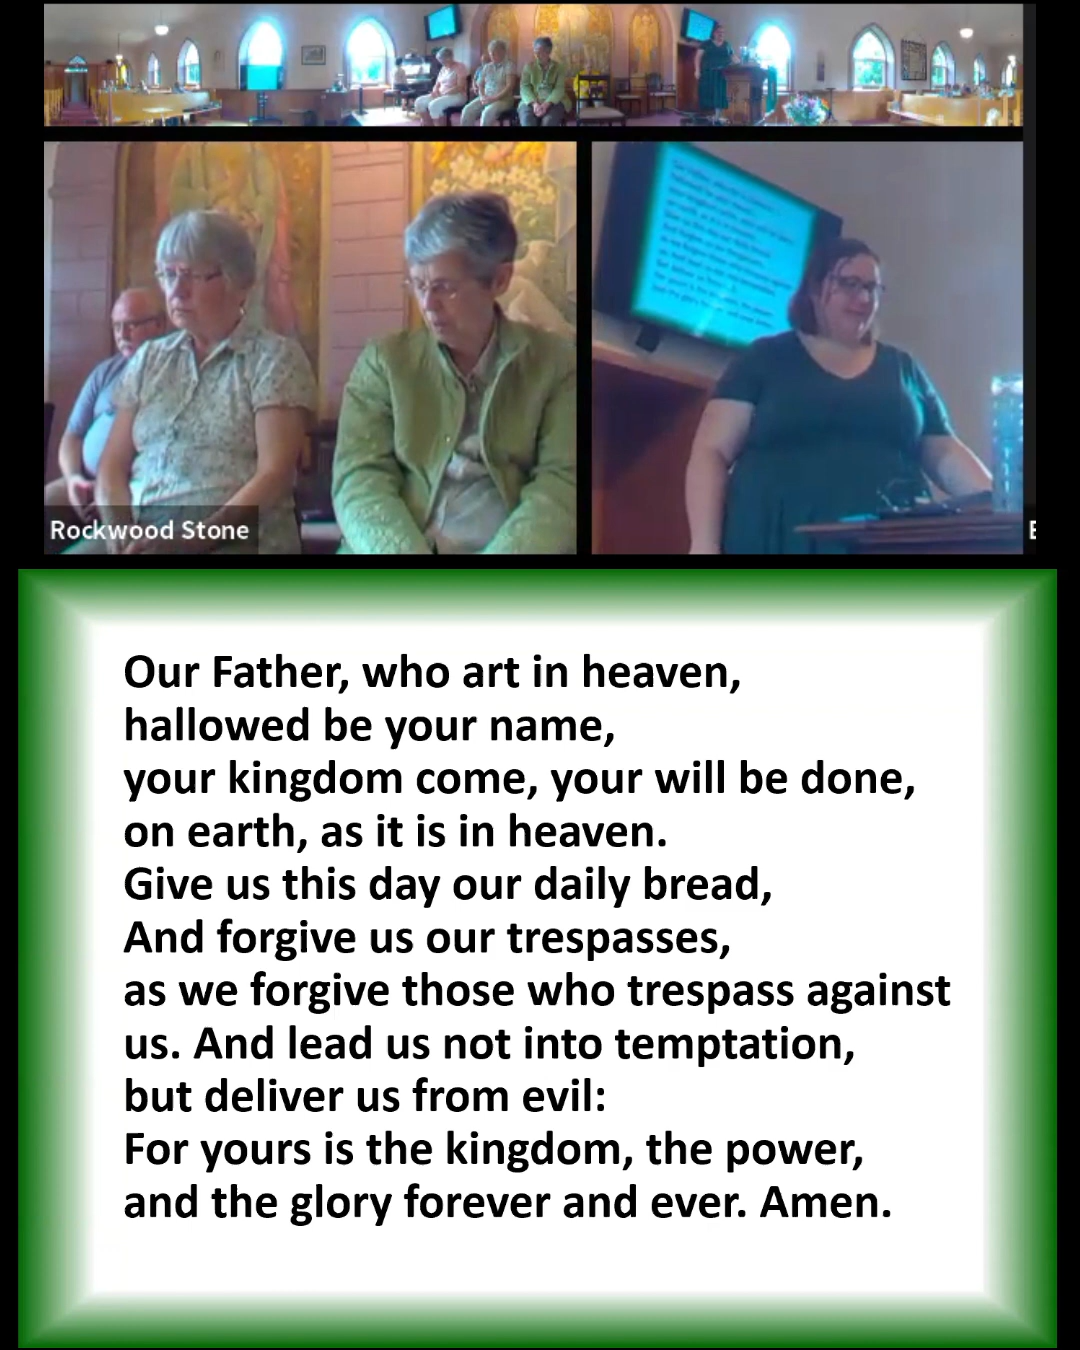 Rockwood Stone
Our Father, who art in heaven,
hallowed be your name,
your kingdom come, your will be done,
on earth, as it is in heaven.
Give us this day our daily bread,
And forgive us our trespasses,
as we forgive those who trespass against
us. And lead us not into temptation,
but deliver us from evil:
For yours is the kingdom, the power,
and the glory forever and ever. Amen.